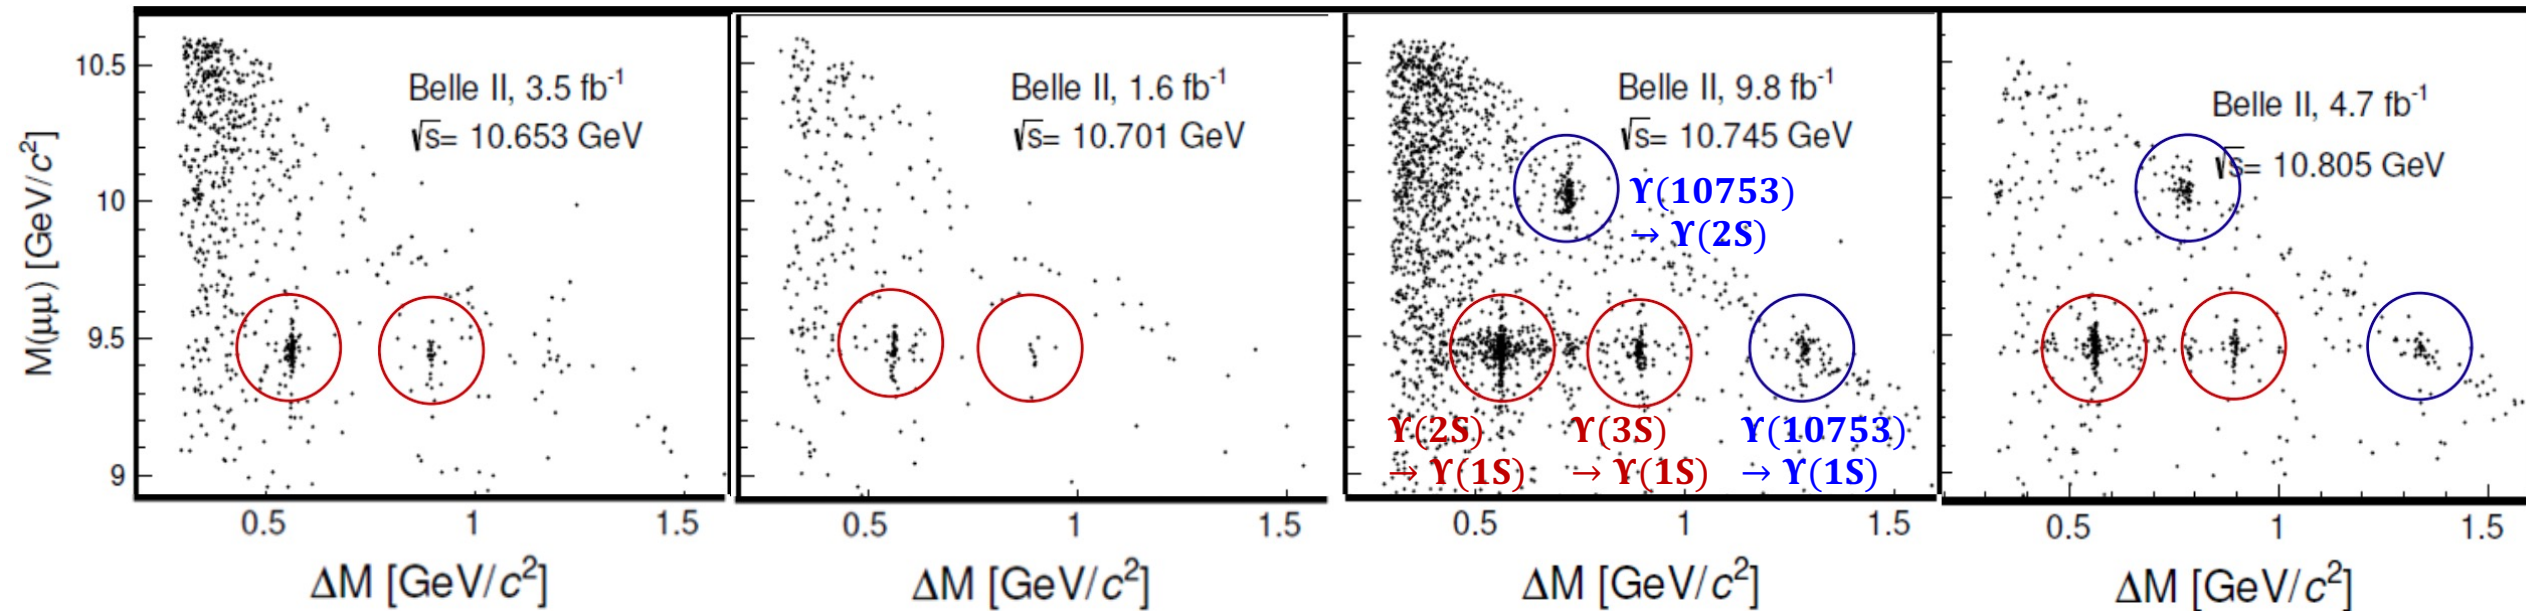 M(μμ) [GeV/c²]
10.5
10
9.5
9
Belle II, 3.5 fb⁻¹
√s= 10.653 GeV
0.5 1 1.5
ΔM [GeV/c²]
Belle II, 1.6 fb⁻¹
√s= 10.701 GeV
0.5 1 1.5
ΔM [GeV/c²]
Belle II, 9.8 fb⁻¹
√s= 10.745 GeV
ϒ(10753)
→ ϒ(2S)
ϒ(2S)
→ ϒ(1S)
ϒ(3S)
→ ϒ(1S)
ϒ(10753)
→ ϒ(1S)
0.5 1 1.5
ΔM [GeV/c²]
Belle II, 4.7 fb⁻¹
√s= 10.805 GeV
0.5 1 1.5
ΔM [GeV/c²]